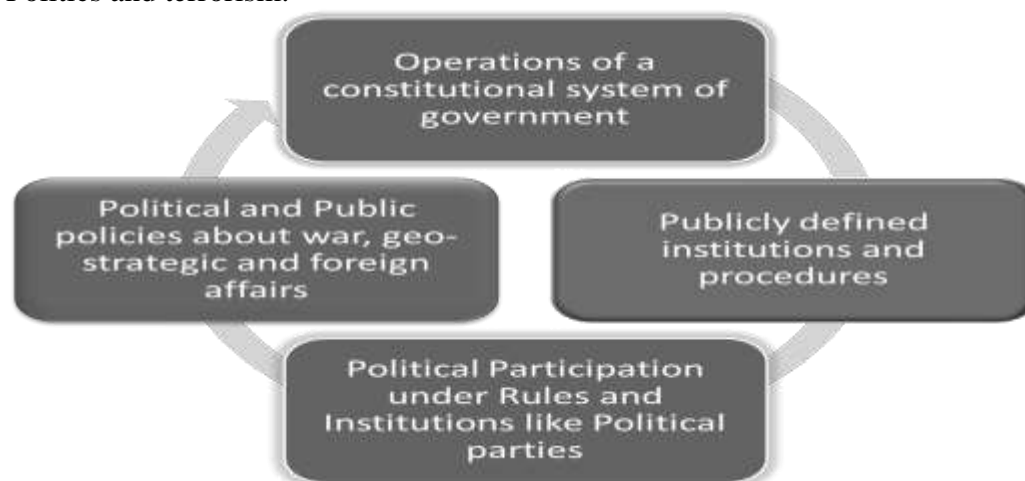 Politics and terrorism.
Operations of a
constitutional system of
government
Publicly defined
institutions and
procedures
Political Participation
under Rules and
Institutions like Political
parties
Political and Public
policies about war, geo-
strategic and foreign
affairs